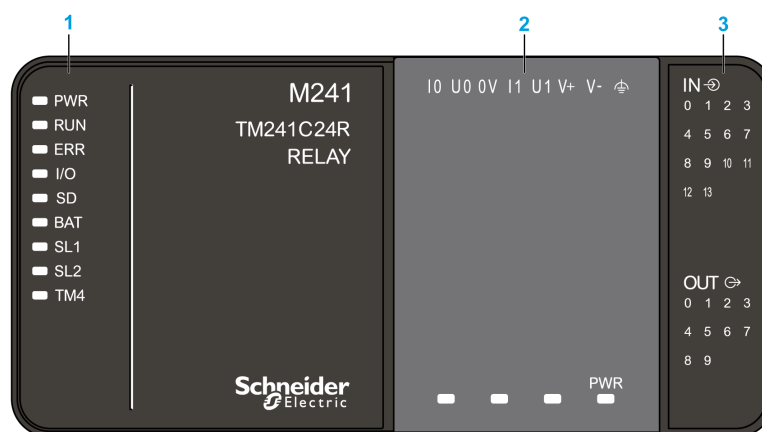 1
2
3
PWR
RUN
ERR
I/O
SD
BAT
SL1
SL2
TM4
M241
TM241C24R
RELAY
Schneider
Electric
I0 U0 0V I1 U1 V+ V-
PWR
IN
0 1 2 3
4 5 6 7
8 9 10 11
12 13
OUT
0 1 2 3
4 5 6 7
8 9